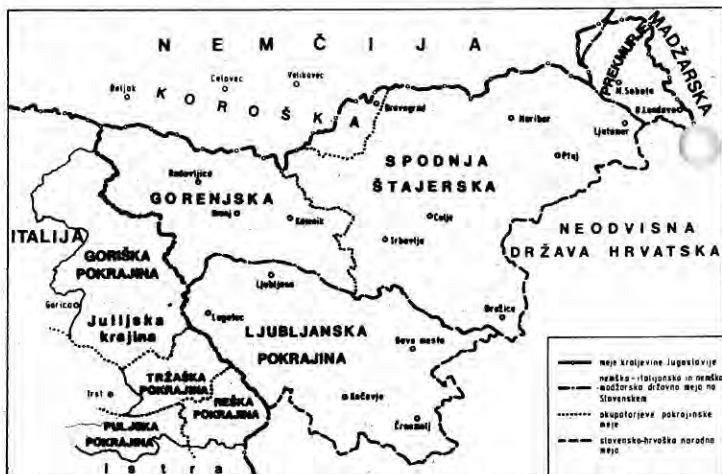 NEMČIJA
MADŽARSKA
PREKMURJE
Beljak
Celovec
Velikovec
KOROŠKA
Dravograd
M. Sobota
D. Lendava
Maribor
Ljutomer
Radovljica
SPODNJA
ŠTAJERSKA
Ptuj
GORENJSKA
Kranj
Kamnik
Celje
Trbovlje
NEODVISNA
DRŽAVA HRVATSKA
ITALIJA
GORIŠKA
POKRAJINA
Gorica
Julijska
krajina
Ljubljana
Logatec
LJUBLJANSKA
POKRAJINA
Brežice
Novo mesto
TRŽAŠKA
POKRAJINA
Trst
REŠKA
POKRAJINA
Kočevje
Črnomelj
PULJSKA
POKRAJINA
Istra
meje kraljevine Jugoslavije
nemško-italijanska in nemško-
madžarska državna meja na
Slovenskem
okupatorjeve pokrajinske
meje
slovensko-hrvaška narodna
meja